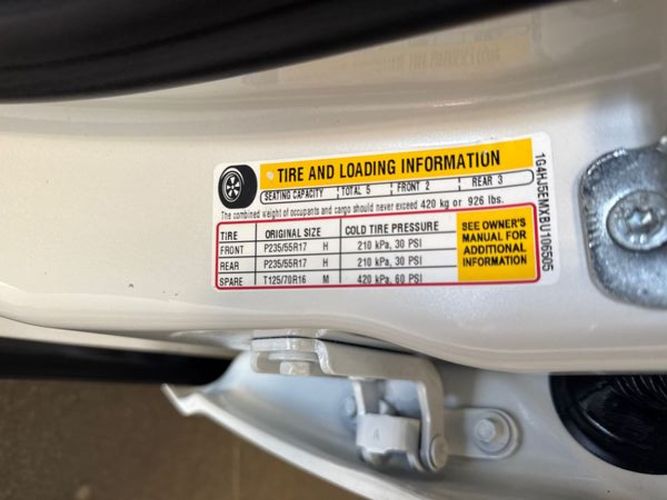 TIRE AND LOADING INFORMATION
SEATING CAPACITY TOTAL 5 FRONT 2 REAR 3
The combined weight of occupants and cargo should never exceed 420 kg or 926 lbs.
TIRE ORIGINAL SIZE COLD TIRE PRESSURE
FRONT P235/55R17 H 210 kPa, 30 PSI
REAR P235/55R17 H 210 kPa, 30 PSI
SPARE T125/70R16 M 420 kPa, 60 PSI
SEE OWNER'S
MANUAL FOR
ADDITIONAL
INFORMATION
1G4HJ5EMXBU106505